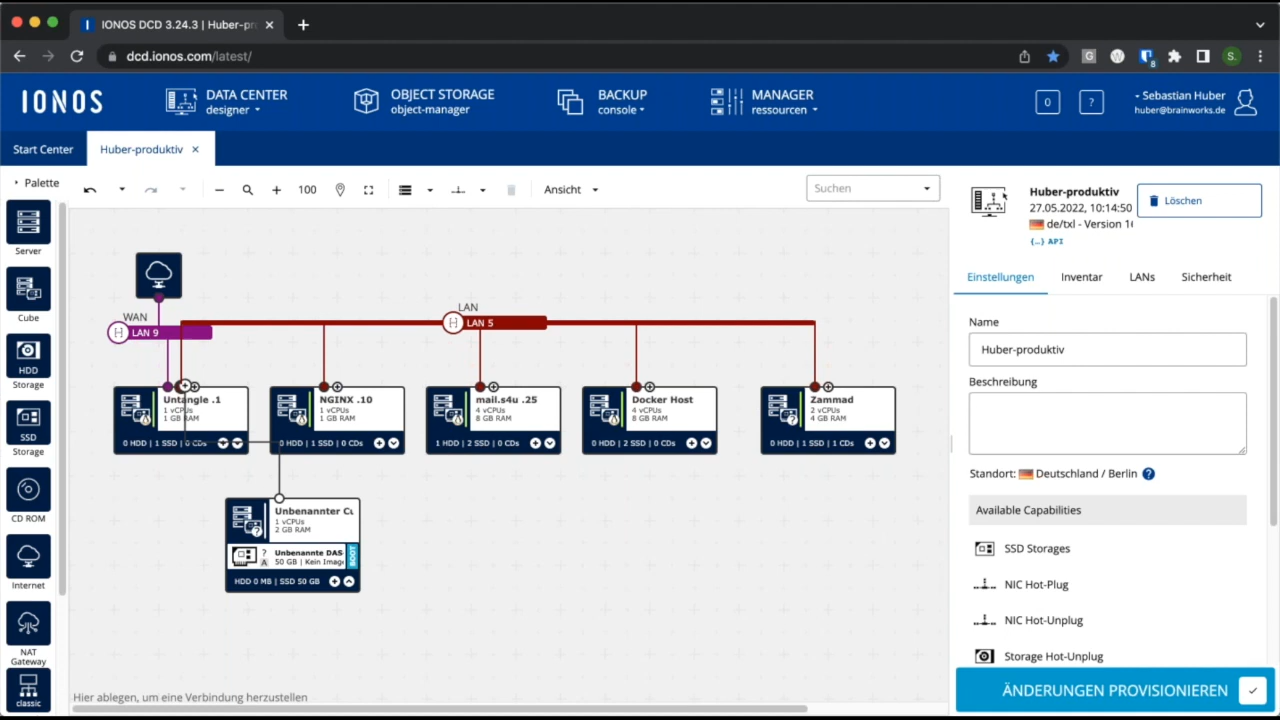 IONOS DCD 3.24.3 | Huber-pr
dcd.ionos.com/latest/
G
8
S.
IONOS
DATA CENTER
designer
OBJECT STORAGE
object-manager
BACKUP
console
MANAGER
ressourcen
0
?
Sebastian Huber
huber@brainworks.de
Start Center
Huber-produktiv
Palette
100
Ansicht
Suchen
Server
Cube
HDD
Storage
SSD
Storage
CD ROM
Internet
NAT
Gateway
classic
WAN
LAN 9
LAN
LAN 5
Untangle .1
1 vCPUs
1 GB RAM
0 HDD | 1 SSD | 0 CDs
NGINX .10
1 vCPUs
1 GB RAM
0 HDD | 1 SSD | 0 CDs
mail.s4u .25
4 vCPUs
8 GB RAM
1 HDD | 2 SSD | 0 CDs
Docker Host
4 vCPUs
8 GB RAM
0 HDD | 2 SSD | 0 CDs
Zammad
2 vCPUs
4 GB RAM
0 HDD | 1 SSD | 1 CDs
Unbenannter Cu
1 vCPUs
2 GB RAM
?
A
Unbenannte DAS
50 GB | Kein Image
BOOT
HDD 0 MB | SSD 50 GB
Hier ablegen, um eine Verbindung herzustellen
Huber-produktiv
27.05.2022, 10:14:50
de/txl - Version 1
{...} API
Löschen
Einstellungen
Inventar
LANs
Sicherheit
Name
Huber-produktiv
Beschreibung
Standort: Deutschland / Berlin ?
Available Capabilities
SSD Storages
NIC Hot-Plug
NIC Hot-Unplug
Storage Hot-Unplug
ÄNDERUNGEN PROVISIONIEREN